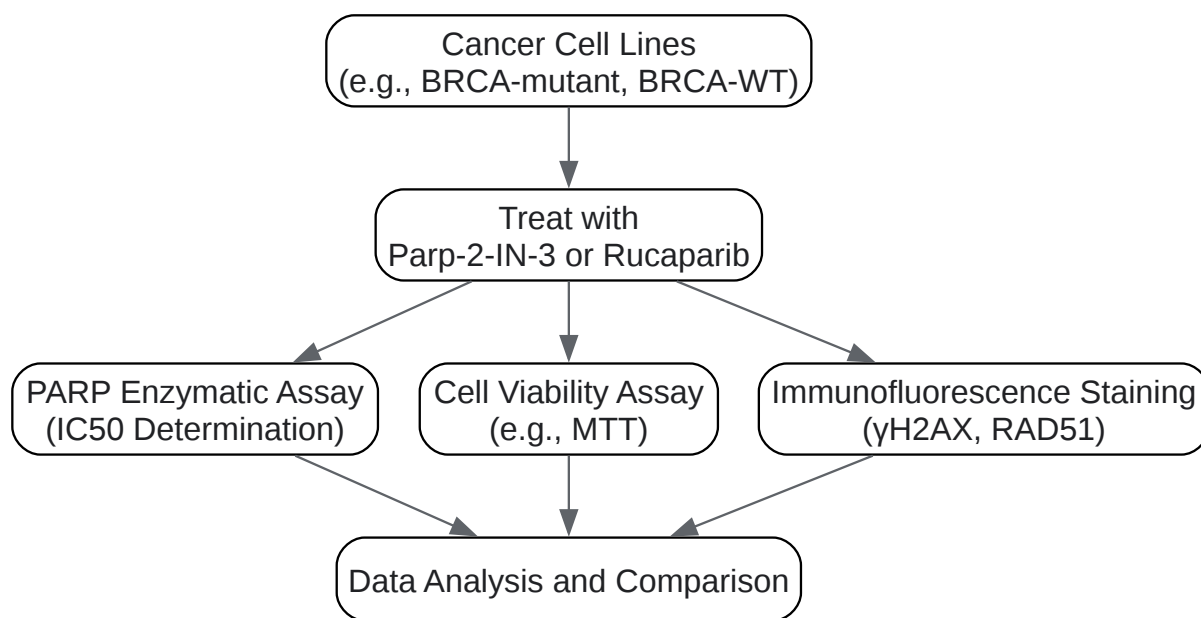 Cancer Cell Lines
(e.g., BRCA-mutant, BRCA-WT)
Treat with
Parp-2-IN-3 or Rucaparib
PARP Enzymatic Assay
(IC50 Determination)
Cell Viability Assay
(e.g., MTT)
Immunofluorescence Staining
(γH2AX, RAD51)
Data Analysis and Comparison